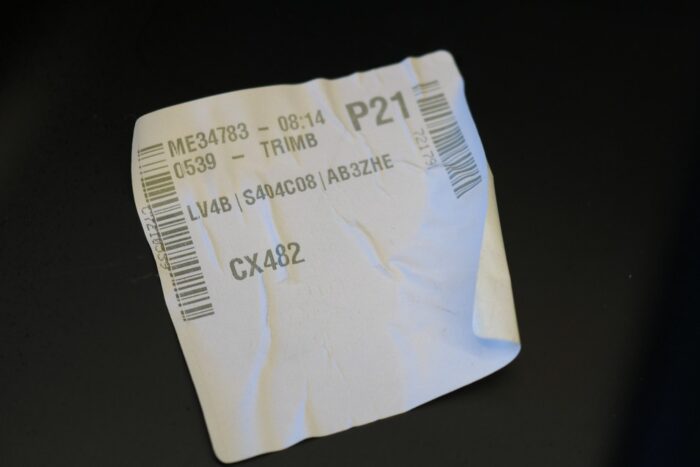 ME34783 - 08:14
P21
0539 - TRIMB
LV4B|S404C08|AB3ZHE
CX482